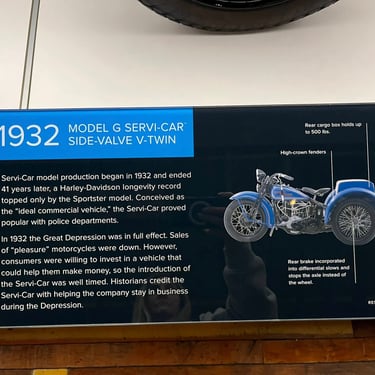 1932
MODEL G SERVI-CAR™
SIDE-VALVE V-TWIN
Servi-Car model production began in 1932 and ended
41 years later, a Harley-Davidson longevity record
topped only by the Sportster model. Conceived as
the “ideal commercial vehicle,” the Servi-Car proved
popular with police departments.
In 1932 the Great Depression was in full effect. Sales
of “pleasure” motorcycles were down. However,
consumers were willing to invest in a vehicle that
could help them make money, so the introduction of
the Servi-Car was well timed. Historians credit the
Servi-Car with helping the company stay in business
during the Depression.
Rear cargo box holds up
to 500 lbs.
High-crown fenders
Rear brake incorporated
into differential slows and
stops the axle instead of
the wheel.